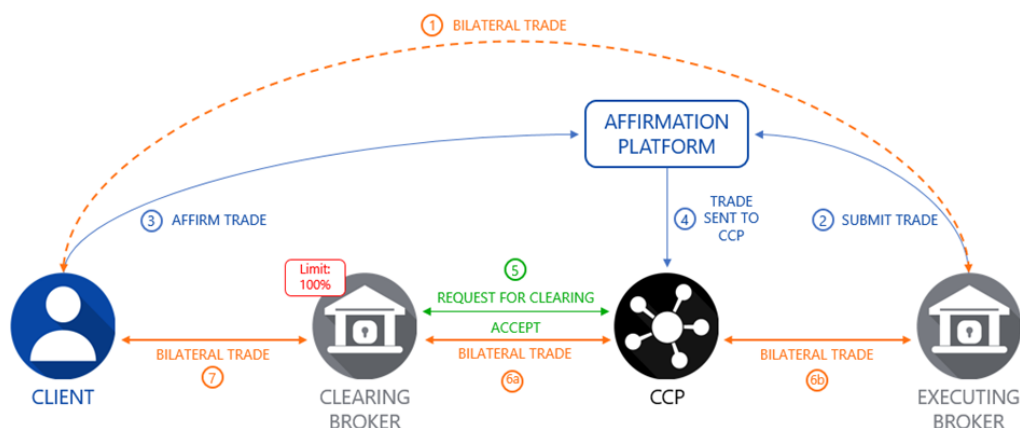 1 BILATERAL TRADE
AFFIRMATION
PLATFORM
3 AFFIRM TRADE
4 TRADE
SENT TO
CCP
2 SUBMIT TRADE
Limit:
100%
5
REQUEST FOR CLEARING
ACCEPT
BILATERAL TRADE
7
BILATERAL TRADE
6a
BILATERAL TRADE
6b
CLIENT
CLEARING
BROKER
CCP
EXECUTING
BROKER